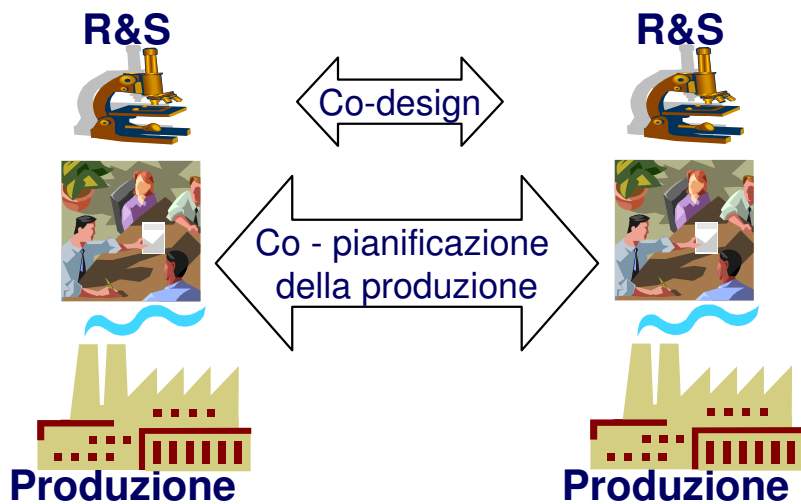 R&S
R&S
Co-design
Co - pianificazione
della produzione
Produzione
Produzione